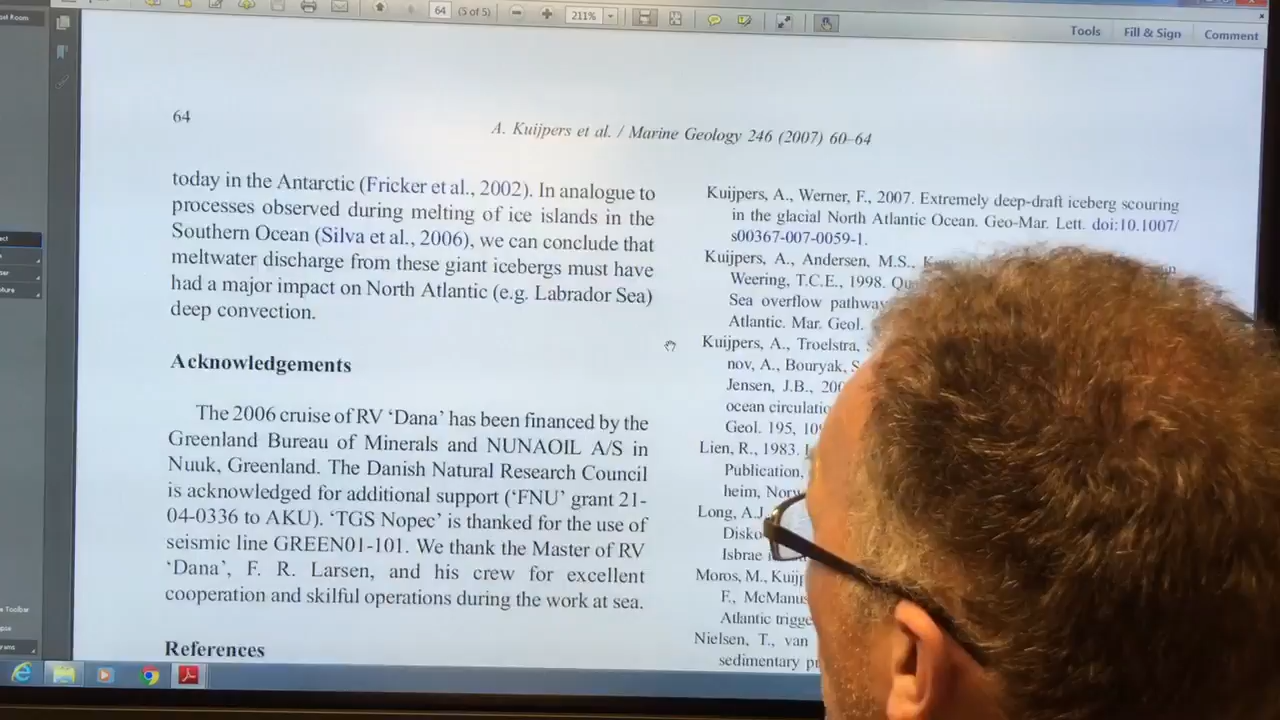 64 (5 of 5) 211%
Tools Fill & Sign Comment
64
A. Kuijpers et al. / Marine Geology 246 (2007) 60–64
today in the Antarctic (Fricker et al., 2002). In analogue to
processes observed during melting of ice islands in the
Southern Ocean (Silva et al., 2006), we can conclude that
meltwater discharge from these giant icebergs must have
had a major impact on North Atlantic (e.g. Labrador Sea)
deep convection.
Acknowledgements
The 2006 cruise of RV ‘Dana’ has been financed by the
Greenland Bureau of Minerals and NUNAOIL A/S in
Nuuk, Greenland. The Danish Natural Research Council
is acknowledged for additional support (‘FNU’ grant 21-
04-0336 to AKU). ‘TGS Nopec’ is thanked for the use of
seismic line GREEN01-101. We thank the Master of RV
‘Dana’, F. R. Larsen, and his crew for excellent
cooperation and skilful operations during the work at sea.
References
Kuijpers, A., Werner, F., 2007. Extremely deep-draft iceberg scouring
in the glacial North Atlantic Ocean. Geo-Mar. Lett. doi:10.1007/
s00367-007-0059-1.
Kuijpers, A., Andersen, M.S.,
Weering, T.C.E., 1998.
Sea overflow pathway
Atlantic. Mar. Geol.
Kuijpers, A., Troelstra,
nov, A., Bouryak,
Jensen, J.B.,
ocean
Geol. 195,
Lien, R., 1983.
Publication,
heim,
Long, A.J.
Disko
Isbrae
Moros, M.,
F.,
Atlantic
Nielsen, T., van
sedimentary